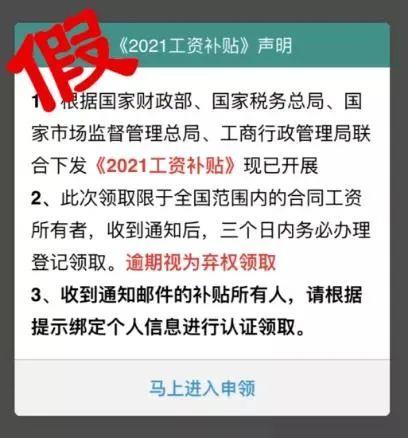 假
《2021工资补贴》声明
1、根据国家财政部、国家税务总局、国
家市场监督管理总局、工商行政管理局联
合下发《2021工资补贴》现已开展
2、此次领取限于全国范围内的合同工资
所有者，收到通知后，三个日内务必办理
登记领取。逾期视为弃权领取
3、收到通知邮件的补贴所有人，请根据
提示绑定个人信息进行认证领取。
马上进入申领